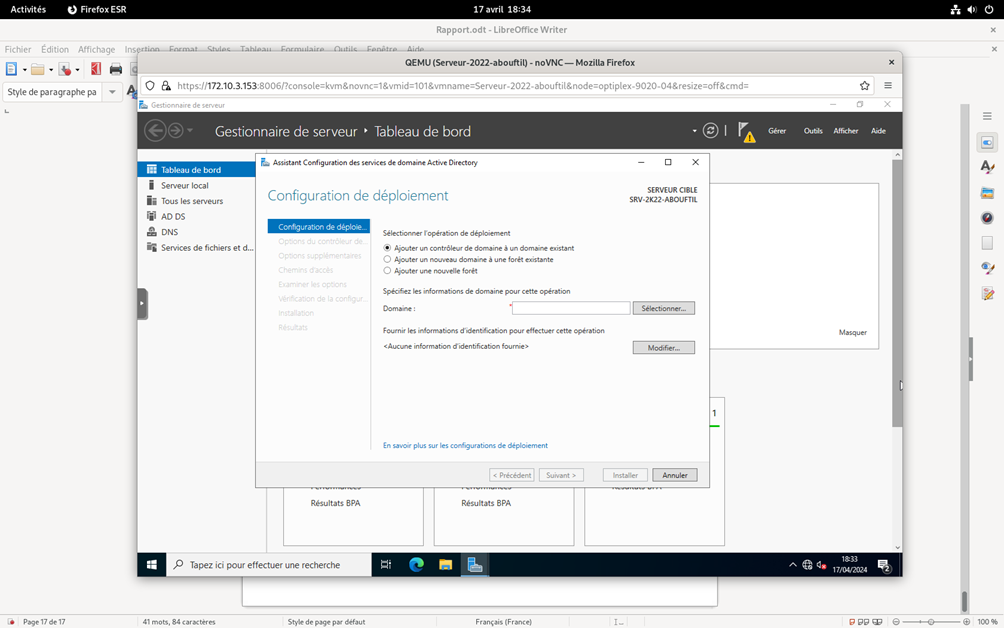 Activités
Firefox ESR
17 avril 18:34
Rapport.odt - LibreOffice Writer
Fichier Édition Affichage Insertion Format Styles Tableau Formulaire Outils Fenêtre Aide
QEMU (Serveur-2022-abouftil) - noVNC — Mozilla Firefox
https://172.10.3.153:8006/?console=kvm&novnc=1&vmid=101&vmname=Serveur-2022-abouftil&node=optiplex-9020-04&resize=off&cmd=
Style de paragraphe pa
Gestionnaire de serveur
Gestionnaire de serveur
Tableau de bord
Gérer Outils Afficher Aide
Tableau de bord
Serveur local
Tous les serveurs
AD DS
DNS
Services de fichiers et d...
Assistant Configuration des services de domaine Active Directory
Configuration de déploiement
SERVEUR CIBLE
SRV-2K22-ABOUFTIL
Configuration de déploie...
Options du contrôleur de...
Options supplémentaires
Chemins d'accès
Examiner les options
Vérification de la configur...
Installation
Résultats
Sélectionner l'opération de déploiement
Ajouter un contrôleur de domaine à un domaine existant
Ajouter un nouveau domaine à une forêt existante
Ajouter une nouvelle forêt
Spécifiez les informations de domaine pour cette opération
Domaine :
*
Sélectionner...
Fournir les informations d'identification pour effectuer cette opération
<Aucune information d'identification fournie>
Modifier...
En savoir plus sur les configurations de déploiement
< Précédent
Suivant >
Installer
Annuler
Masquer
1
Résultats BPA
Résultats BPA
Tapez ici pour effectuer une recherche
18:33
17/04/2024
2
Page 17 de 17
41 mots, 84 caractères
Style de page par défaut
Français (France)
100 %